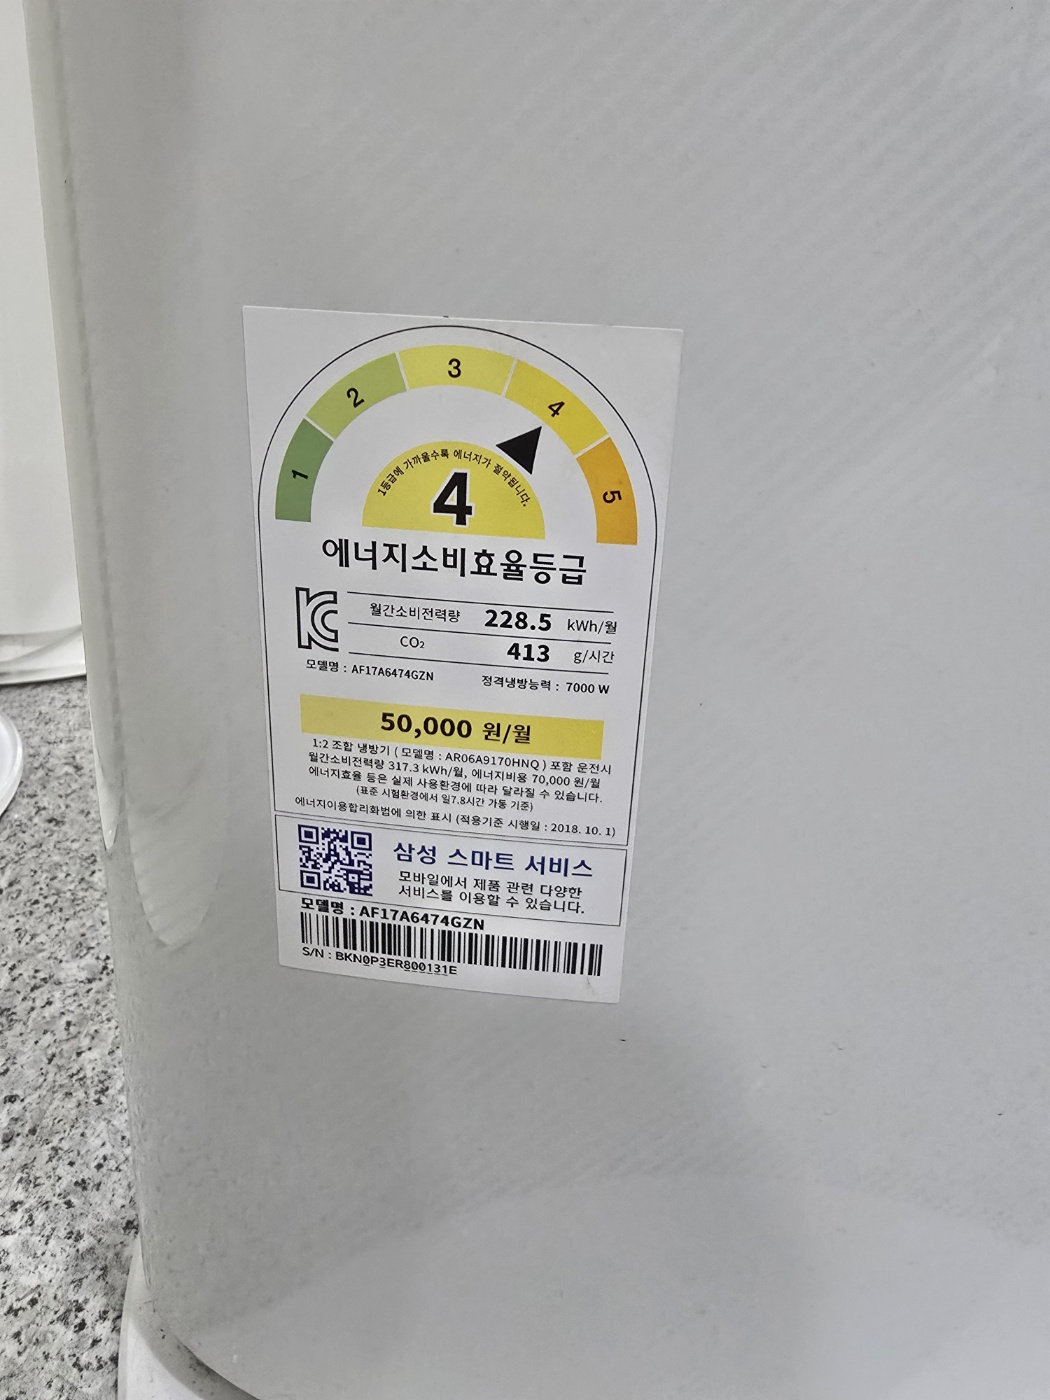 1
2
3
4
5
1등급에 가까울수록 에너지가 절약됩니다.
4
에너지소비효율등급
월간소비전력량 228.5 kWh/월
CO₂ 413 g/시간
모델명 : AF17A6474GZN 정격냉방능력 : 7000 W
50,000 원/월
1:2 조합 냉방기 ( 모델명 : AR06A9170HNQ ) 포함 운전시
월간소비전력량 317.3 kWh/월, 에너지비용 70,000 원/월
에너지효율 등은 실제 사용환경에 따라 달라질 수 있습니다.
(표준 시험환경에서 일7.8시간 가동 기준)
에너지이용합리화법에 의한 표시 (적용기준 시행일 : 2018. 10. 1)
삼성 스마트 서비스
모바일에서 제품 관련 다양한
서비스를 이용할 수 있습니다.
모델명 : AF17A6474GZN
S/N : BKN0P3ER800131E